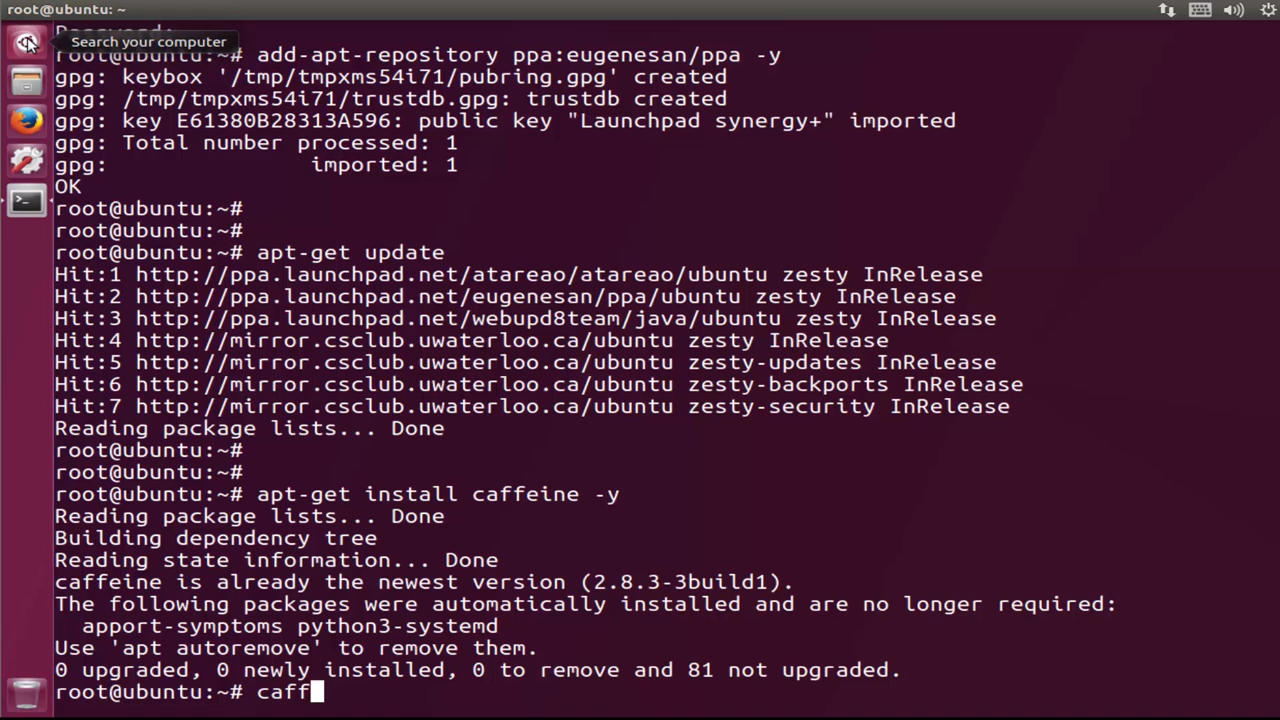 root@ubuntu: ~
Search your computer
Password:
root@ubuntu:~# add-apt-repository ppa:eugenesan/ppa -y
gpg: keybox '/tmp/tmpxms54i71/pubring.gpg' created
gpg: /tmp/tmpxms54i71/trustdb.gpg: trustdb created
gpg: key E61380B28313A596: public key "Launchpad synergy+" imported
gpg: Total number processed: 1
gpg:               imported: 1
OK
root@ubuntu:~#
root@ubuntu:~#
root@ubuntu:~# apt-get update
Hit:1 http://ppa.launchpad.net/atareao/atareao/ubuntu zesty InRelease
Hit:2 http://ppa.launchpad.net/eugenesan/ppa/ubuntu zesty InRelease
Hit:3 http://ppa.launchpad.net/webupd8team/java/ubuntu zesty InRelease
Hit:4 http://mirror.csclub.uwaterloo.ca/ubuntu zesty InRelease
Hit:5 http://mirror.csclub.uwaterloo.ca/ubuntu zesty-updates InRelease
Hit:6 http://mirror.csclub.uwaterloo.ca/ubuntu zesty-backports InRelease
Hit:7 http://mirror.csclub.uwaterloo.ca/ubuntu zesty-security InRelease
Reading package lists... Done
root@ubuntu:~#
root@ubuntu:~#
root@ubuntu:~# apt-get install caffeine -y
Reading package lists... Done
Building dependency tree
Reading state information... Done
caffeine is already the newest version (2.8.3-3build1).
The following packages were automatically installed and are no longer required:
  apport-symptoms python3-systemd
Use 'apt autoremove' to remove them.
0 upgraded, 0 newly installed, 0 to remove and 81 not upgraded.
root@ubuntu:~# caff